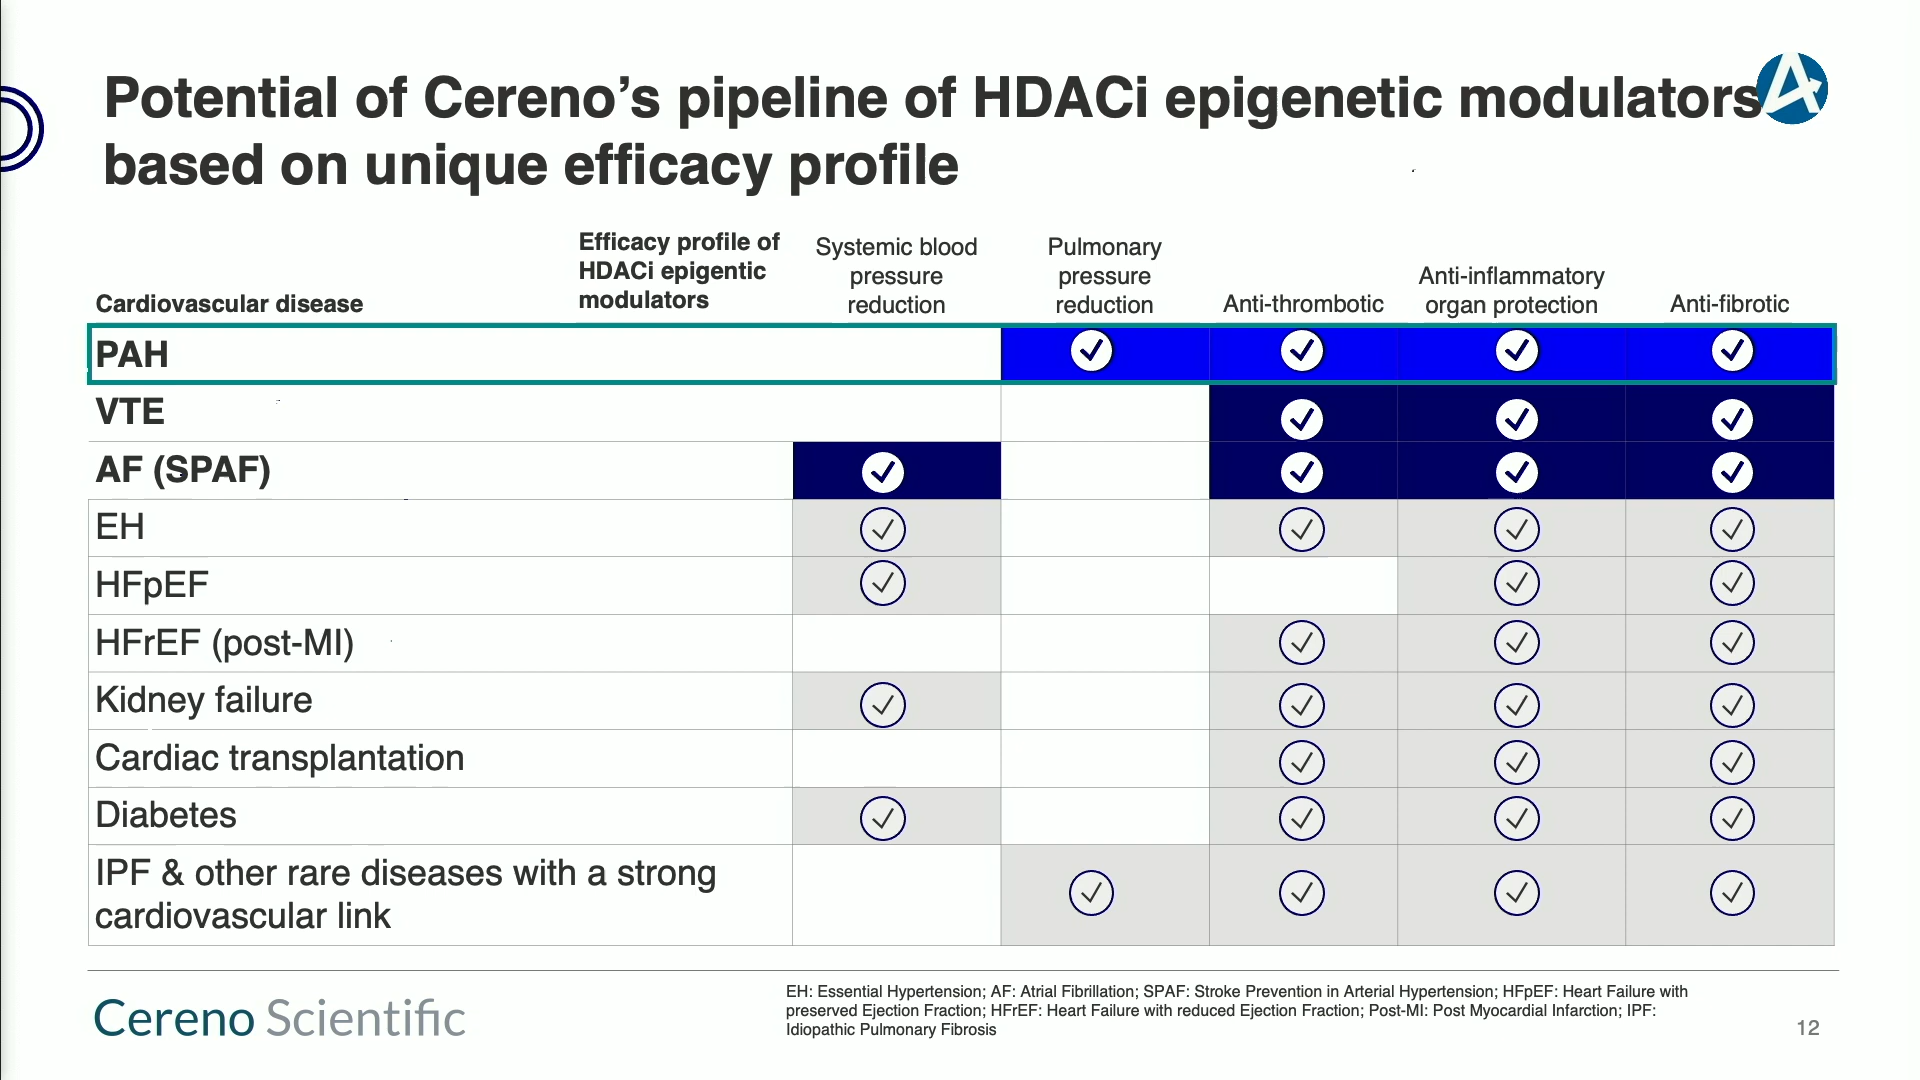 Potential of Cereno’s pipeline of HDACi epigenetic modulators
based on unique efficacy profile
Cardiovascular disease
Efficacy profile of
HDACi epigentic
modulators
Systemic blood
pressure
reduction
Pulmonary
pressure
reduction
Anti-thrombotic
Anti-inflammatory
organ protection
Anti-fibrotic
PAH
VTE
AF (SPAF)
EH
HFpEF
HFrEF (post-MI)
Kidney failure
Cardiac transplantation
Diabetes
IPF & other rare diseases with a strong
cardiovascular link
Cereno Scientific
EH: Essential Hypertension; AF: Atrial Fibrillation; SPAF: Stroke Prevention in Arterial Hypertension; HFpEF: Heart Failure with
preserved Ejection Fraction; HFrEF: Heart Failure with reduced Ejection Fraction; Post-MI: Post Myocardial Infarction; IPF:
Idiopathic Pulmonary Fibrosis
12